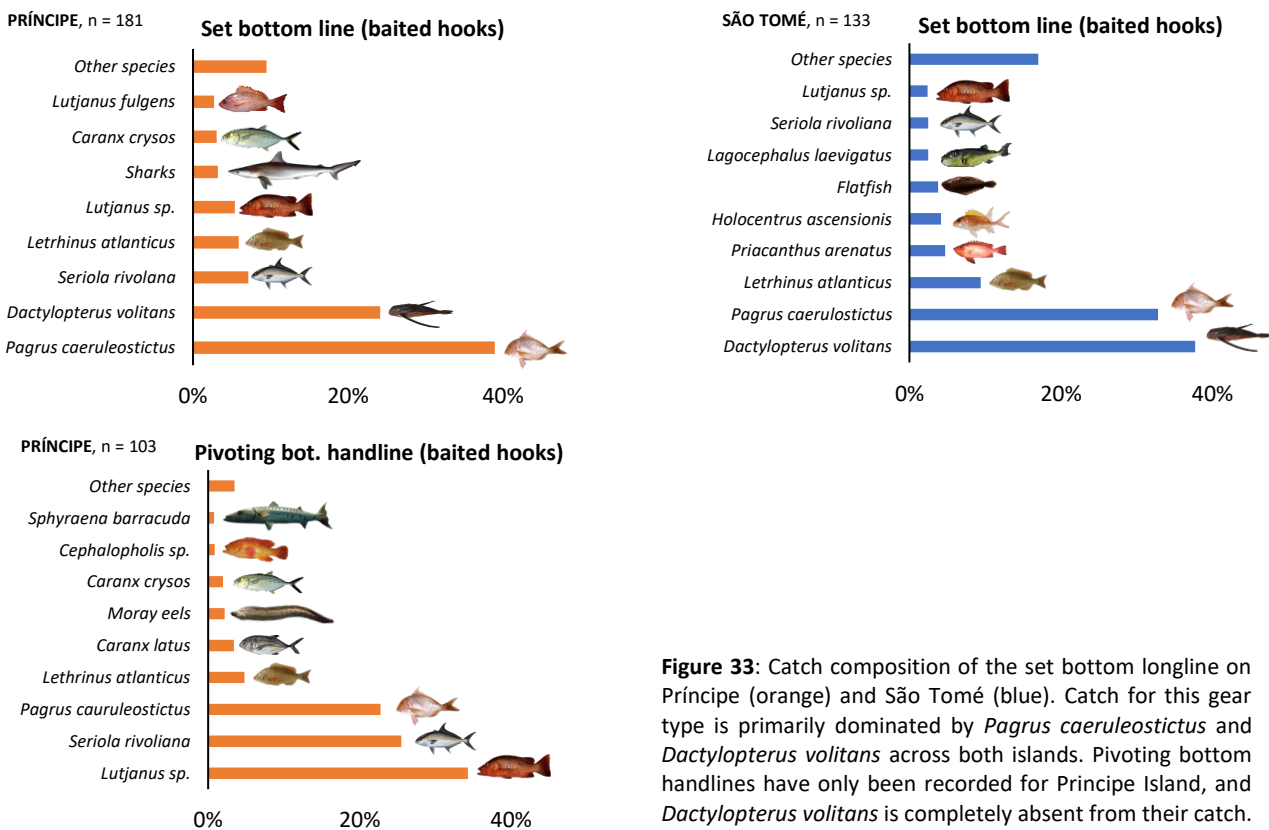 PRÍNCIPE, n = 181
Set bottom line (baited hooks)
Other species
Lutjanus fulgens
Caranx crysos
Sharks
Lutjanus sp.
Letrhinus atlanticus
Seriola rivolana
Dactylopterus volitans
Pagrus caeruleostictus
0% 20% 40%
SÃO TOMÉ, n = 133
Set bottom line (baited hooks)
Other species
Lutjanus sp.
Seriola rivoliana
Lagocephalus laevigatus
Flatfish
Holocentrus ascensionis
Priacanthus arenatus
Letrhinus atlanticus
Pagrus caerulostictus
Dactylopterus volitans
0% 20% 40%
PRÍNCIPE, n = 103
Pivoting bot. handline (baited hooks)
Other species
Sphyraena barracuda
Cephalopholis sp.
Caranx crysos
Moray eels
Caranx latus
Lethrinus atlanticus
Pagrus cauruleostictus
Seriola rivoliana
Lutjanus sp.
0% 20% 40%
Figure 33: Catch composition of the set bottom longline on
Príncipe (orange) and São Tomé (blue). Catch for this gear
type is primarily dominated by Pagrus caeruleostictus and
Dactylopterus volitans across both islands. Pivoting bottom
handlines have only been recorded for Principe Island, and
Dactylopterus volitans is completely absent from their catch.